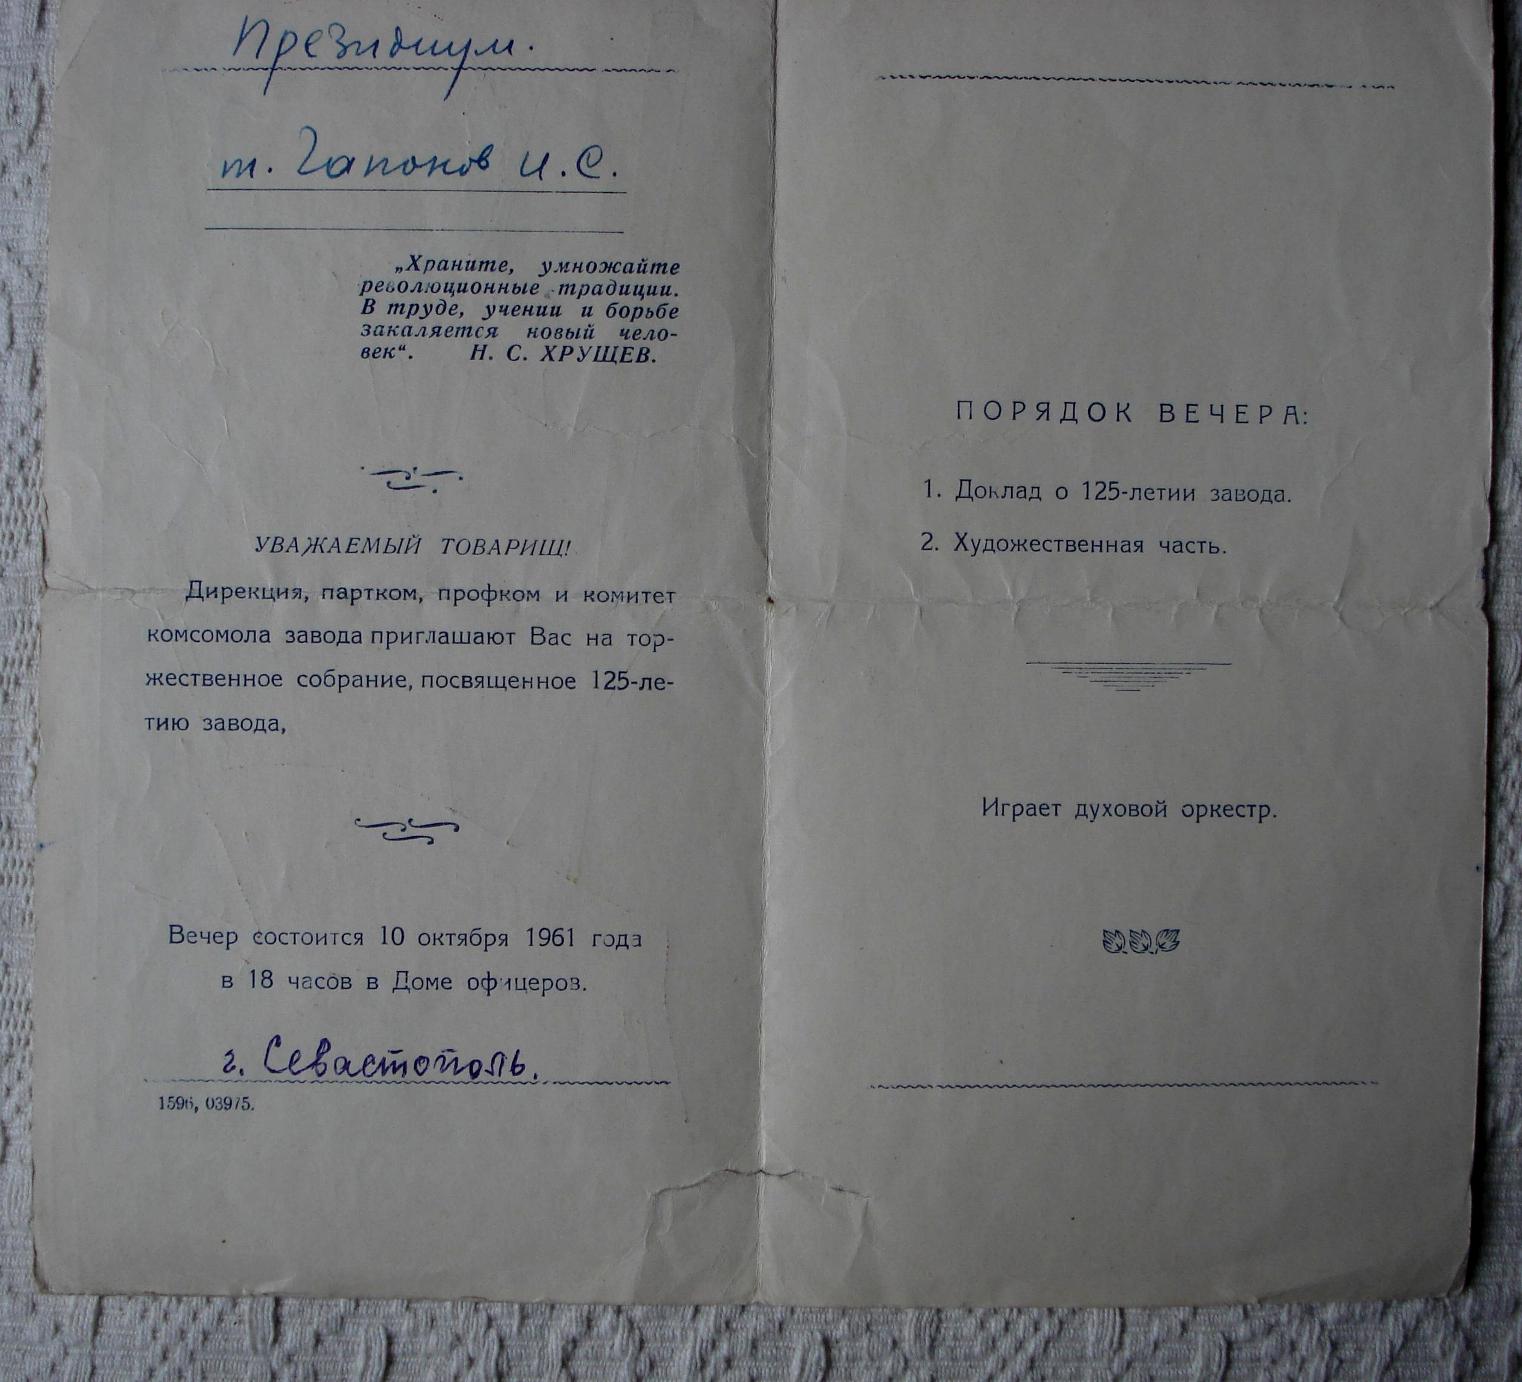 Президиум.
т. Гапонов И.С.
„Храните, умножайте
революционные традиции.
В труде, учении и борьбе
закаляется новый чело-
век“. Н. С. ХРУЩЕВ.
УВАЖАЕМЫЙ ТОВАРИЩ!
Дирекция, партком, профком и комитет
комсомола завода приглашают Вас на тор-
жественное собрание, посвященное 125-ле-
тию завода,
Вечер состоится 10 октября 1961 года
в 18 часов в Доме офицеров.
г. Севастополь.
1596, 03975.
ПОРЯДОК ВЕЧЕРА:
1. Доклад о 125-летии завода.
2. Художественная часть.
Играет духовой оркестр.